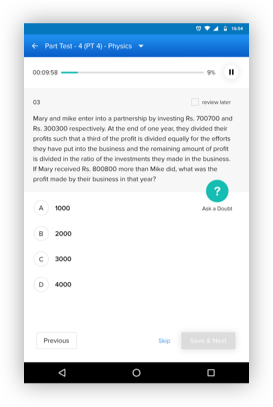 16:54
Part Test - 4 (PT 4) - Physics
00:09:58
9%
03
review later
Mary and mike enter into a partnership by investing Rs. 700700 and
Rs. 300300 respectively. At the end of one year, they divided their
profits such that a third of the profit is divided equally for the efforts
they have put into the business and the remaining amount of profit
is divided in the ratio of the investments they made in the business.
If Mary received Rs. 800800 more than Mike did, what was the
profit made by their business in that year?
?
Ask a Doubt
A 1000
B 2000
C 3000
D 4000
Previous
Skip
Save & Next